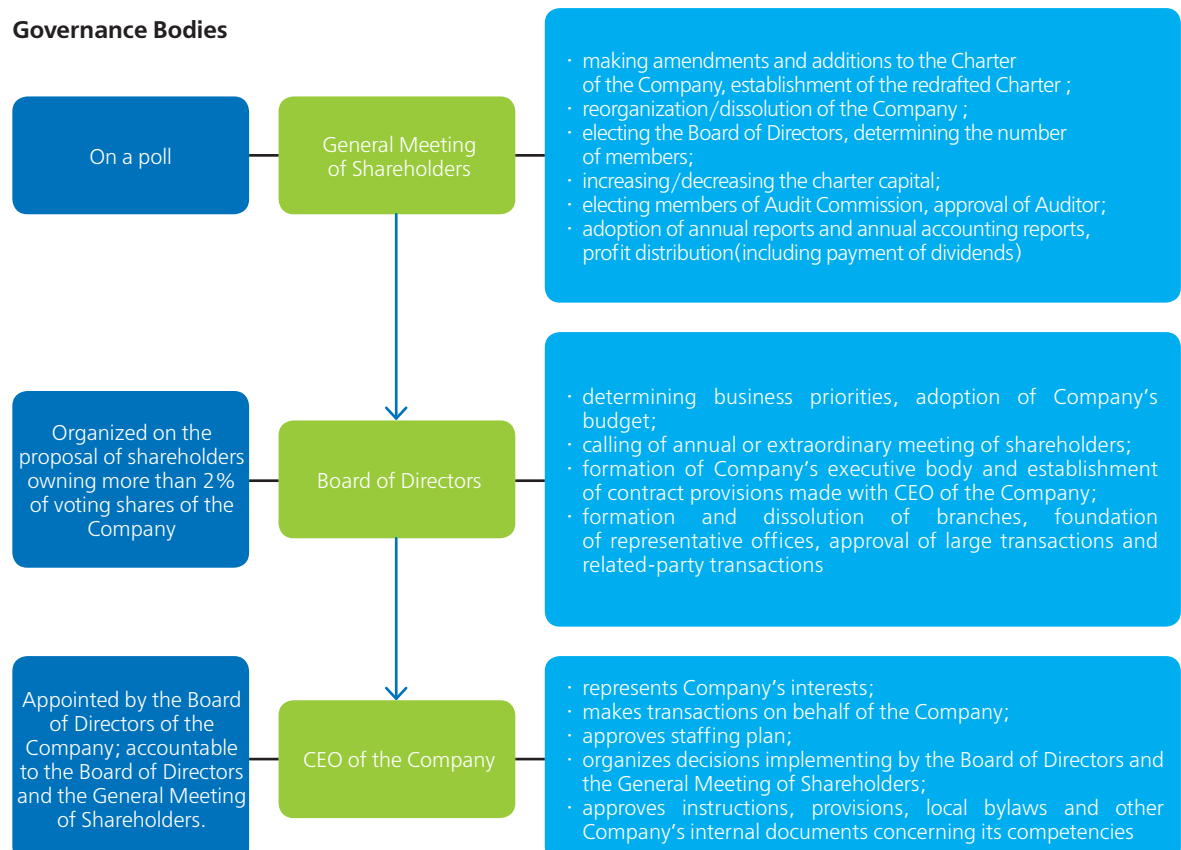 Governance Bodies
On a poll
General Meeting
of Shareholders
· making amendments and additions to the Charter
of the Company, establishment of the redrafted Charter ;
· reorganization/dissolution of the Company ;
· electing the Board of Directors, determining the number
of members;
· increasing/decreasing the charter capital;
· electing members of Audit Commission, approval of Auditor;
· adoption of annual reports and annual accounting reports,
profit distribution(including payment of dividends)
Organized on the
proposal of shareholders
owning more than 2%
of voting shares of the
Company
Board of Directors
· determining business priorities, adoption of Company's
budget;
· calling of annual or extraordinary meeting of shareholders;
· formation of Company's executive body and establishment
of contract provisions made with CEO of the Company;
· formation and dissolution of branches, foundation
of representative offices, approval of large transactions and
related-party transactions
Appointed by the Board
of Directors of the
Company; accountable
to the Board of Directors
and the General Meeting
of Shareholders.
CEO of the Company
· represents Company's interests;
· makes transactions on behalf of the Company;
· approves staffing plan;
· organizes decisions implementing by the Board of Directors and
the General Meeting of Shareholders;
· approves instructions, provisions, local bylaws and other
Company's internal documents concerning its competencies